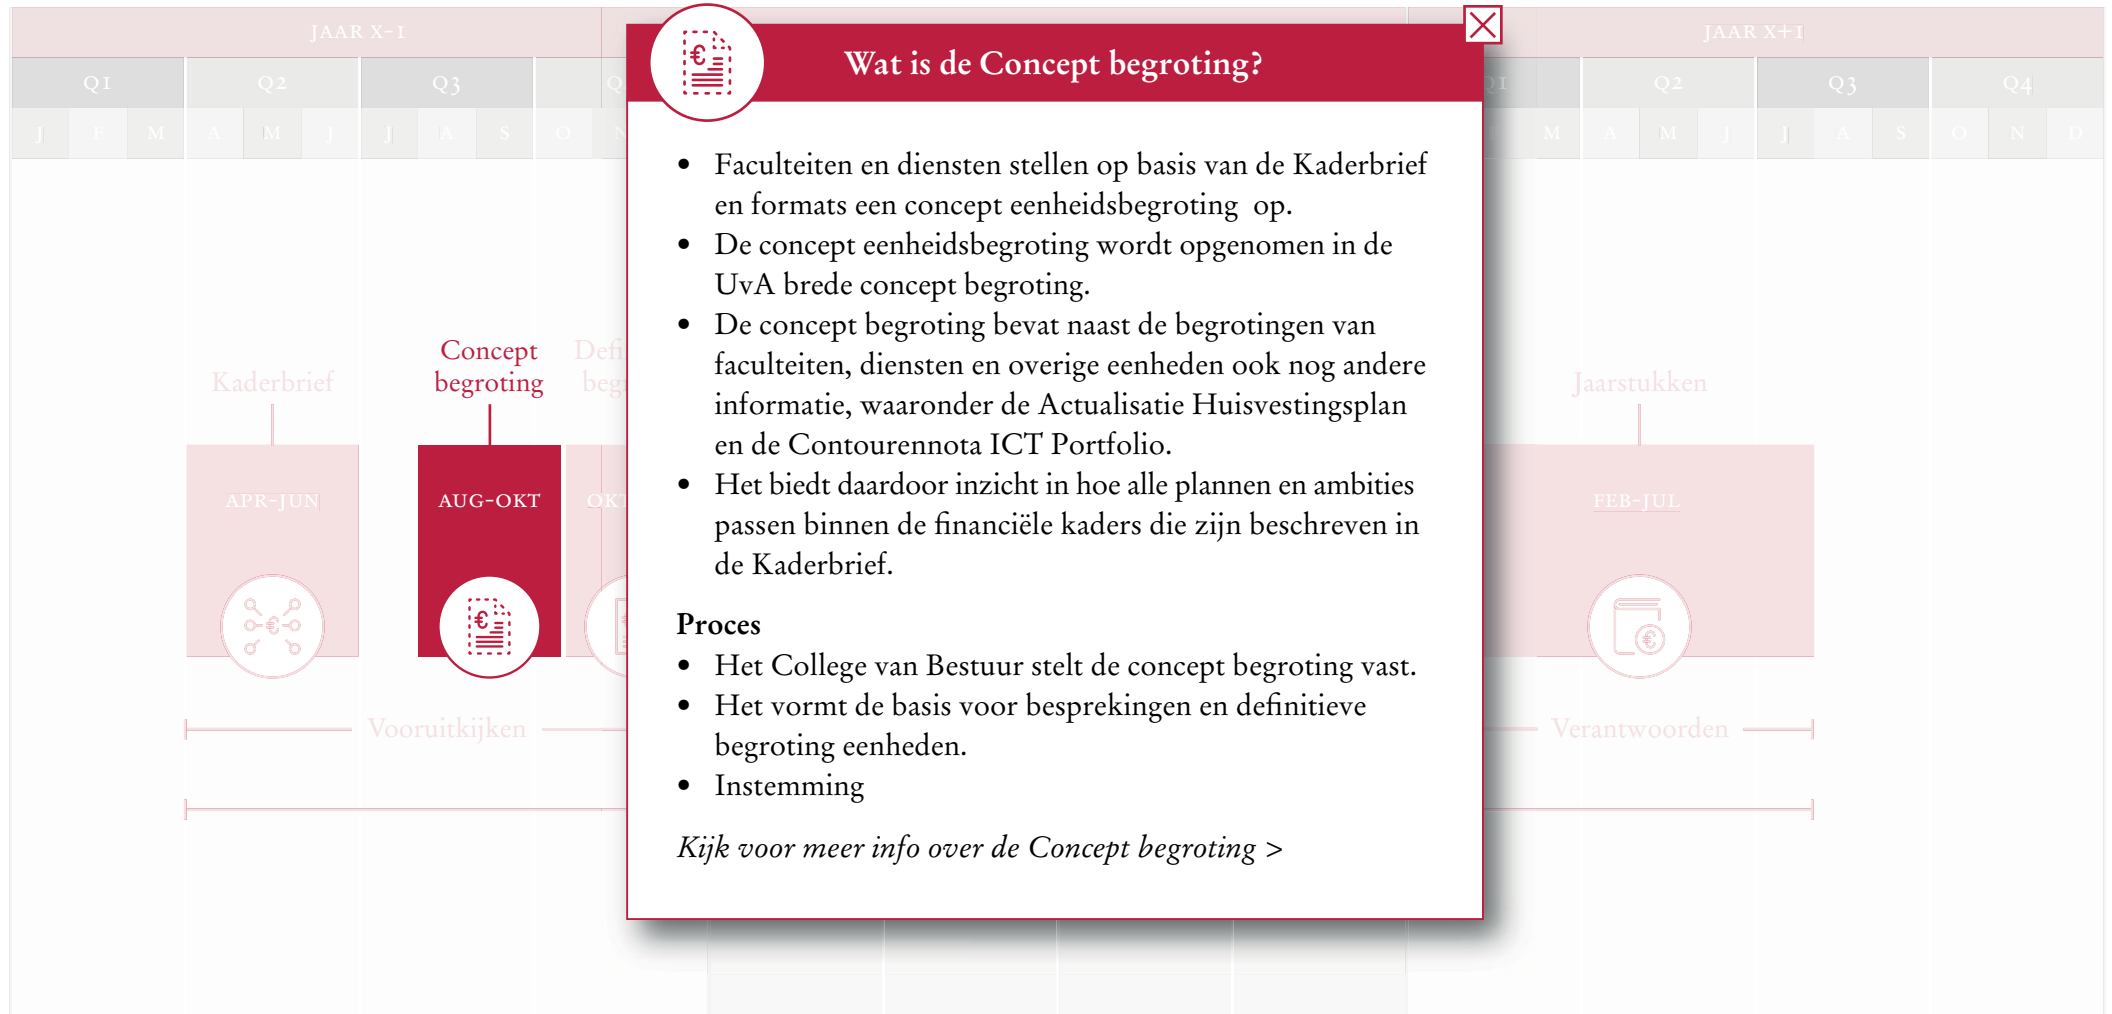 JAAR X-1
JAAR X+1
Q1 Q2 Q3
Q2 Q3 Q4
J F M A M J J A S O N
M A M J J A S O N D
Wat is de Concept begroting?
• Faculteiten en diensten stellen op basis van de Kaderbrief
en formats een concept eenheidsbegroting op.
• De concept eenheidsbegroting wordt opgenomen in de
UvA brede concept begroting.
• De concept begroting bevat naast de begrotingen van
faculteiten, diensten en overige eenheden ook nog andere
informatie, waaronder de Actualisatie Huisvestingsplan
en de Contourennota ICT Portfolio.
• Het biedt daardoor inzicht in hoe alle plannen en ambities
passen binnen de financiële kaders die zijn beschreven in
de Kaderbrief.
Proces
• Het College van Bestuur stelt de concept begroting vast.
• Het vormt de basis voor besprekingen en definitieve
begroting eenheden.
• Instemming
Kijk voor meer info over de Concept begroting >
Kaderbrief
APR-JUN
Concept
begroting
AUG-OKT
Vooruitkijken
Jaarstukken
FEB-JUL
Verantwoorden